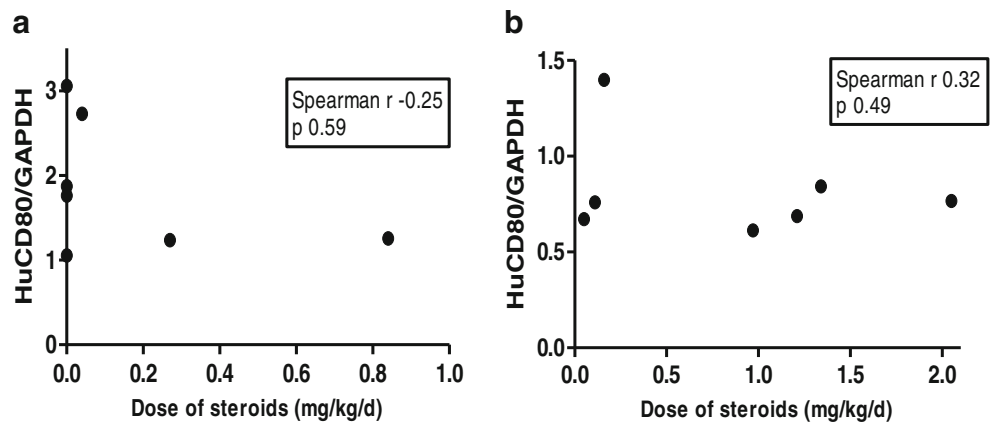 a
3
2
1
0
HuCD80/GAPDH
Spearman r -0.25
p 0.59
0.0 0.2 0.4 0.6 0.8 1.0
Dose of steroids (mg/kg/d)
b
1.5
1.0
0.5
0.0
HuCD80/GAPDH
Spearman r 0.32
p 0.49
0.0 0.5 1.0 1.5 2.0
Dose of steroids (mg/kg/d)